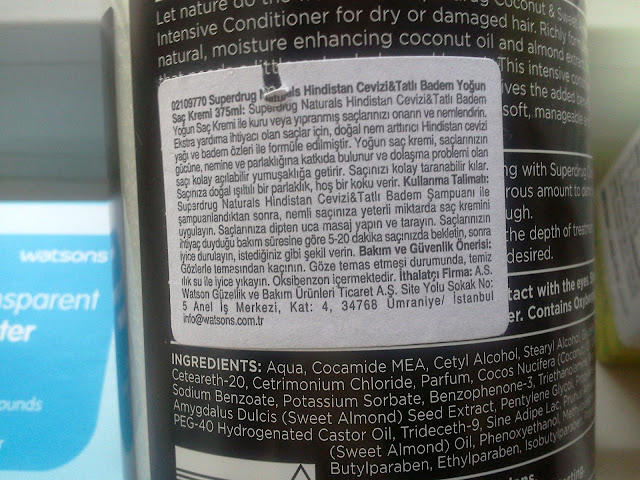 Let nature do the
Intensive Conditioner for dry or damaged hair. Richly
natural, moisture enhancing coconut oil and almond
This intensive
ives the added
soft, manageable
02109770 Superdrug Naturals Hindistan Cevizi&Tatlı Badem Yoğun
Saç Kremi 375ml: Superdrug Naturals Hindistan Cevizi&Tatlı Badem
Yoğun Saç Kremi ile kuru veya yıpranmış saçlarınızı onarın ve nemlendirin.
Ekstra yardıma ihtiyacı olan saçlar için, doğal nem arttırıcı Hindistan cevizi
yağı ve badem özleri ile formüle edilmiştir. Yoğun saç kremi, saçlarınızın
gücüne, nemine ve parlaklığına katkıda bulunur ve dolaşma problemi olan
saçı kolay açılabilir yumuşaklığa getirir. Saçınızı kolay taranabilir kılar.
Saçınıza doğal ışıltılı bir parlaklık, hoş bir koku verir. Kullanma Talimatı:
Superdrug Naturals Hindistan Cevizi&Tatlı Badem Şampuanı ile
şampuanlandıktan sonra, nemli saçınıza yeterli miktarda saç kremini
uygulayın. Saçlarınıza dipten uca masaj yapın ve tarayın. Saçlarınızın
ihtiyaç duyduğu bakım süresine göre 5-20 dakika saçınızda bekletin, sonra
iyice durulayın, istediğiniz gibi şekil verin. Bakım ve Güvenlik Önerisi:
Gözlerle temasından kaçının. Göze temas etmesi durumunda, temiz
ılık su ile iyice yıkayın. Oksibenzon içermektedir. İthalatçı Firma: A.S.
Watson Güzellik ve Bakım Ürünleri Ticaret A.Ş. Site Yolu Sokak No:
5 Anel İş Merkezi, Kat: 4, 34768 Ümraniye/ İstanbul
info@watsons.com.tr
ng with Superdrug
rous amount to
ugh.
the depth of treatm
desired.
tact with the eyes.
er. Contains
INGREDIENTS: Aqua, Cocamide MEA, Cetyl Alcohol, Stearyl Alcohol,
Ceteareth-20, Cetrimonium Chloride, Parfum, Cocos Nucifera (Coconut)
Sodium Benzoate, Potassium Sorbate, Benzophenone-3,
Amygdalus Dulcis (Sweet Almond) Seed Extract, Pentylene Glycol,
PEG-40 Hydrogenated Castor Oil, Trideceth-9, Sine Adipe Lac,
(Sweet Almond) Oil, Phenoxyethanol,
Butylparaben, Ethylparaben, Isobutylparaben
watsons
nsparent
ter
ounds